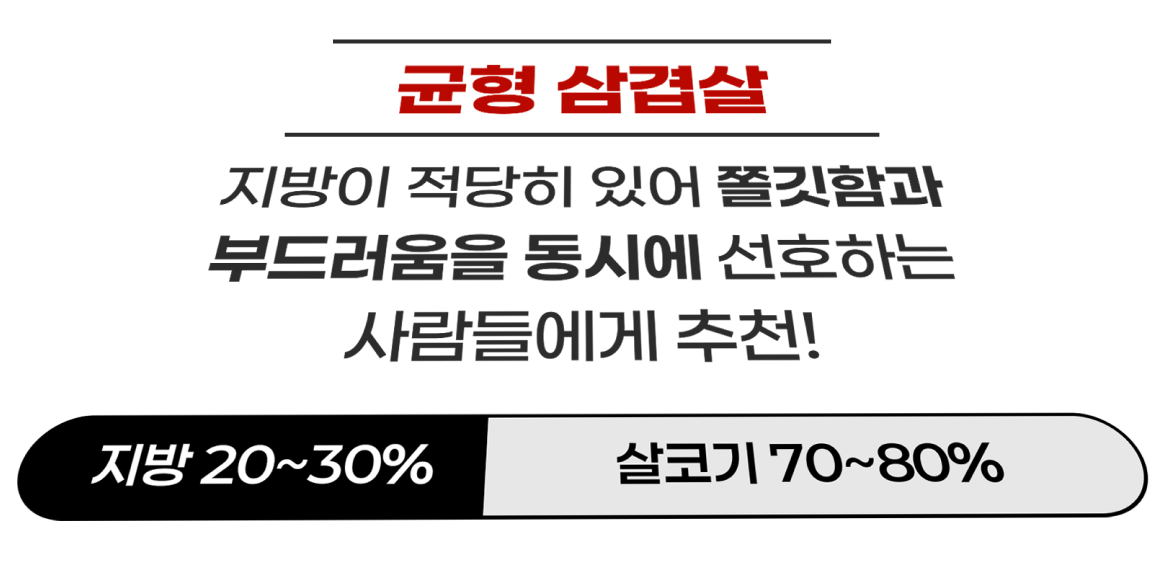 균형 삼겹살
지방이 적당히 있어 쫄깃함과
부드러움을 동시에 선호하는
사람들에게 추천!
지방 20~30% 살코기 70~80%